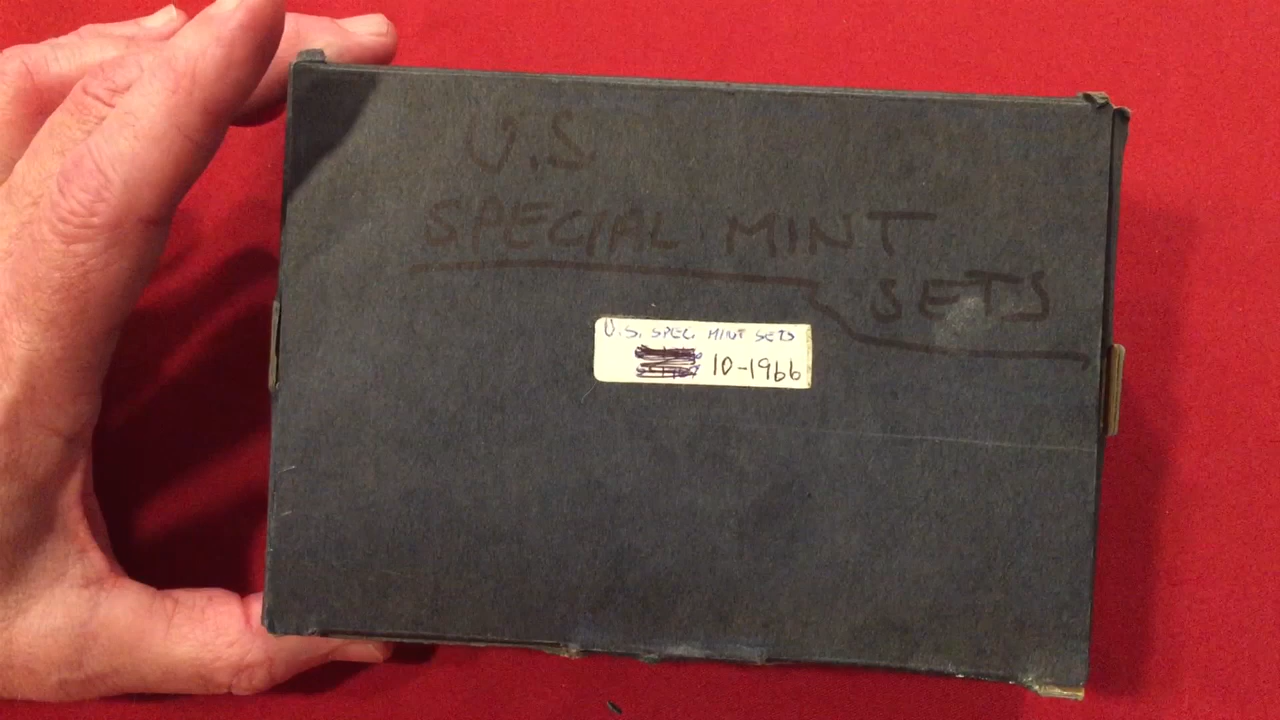 U.S.
SPECIAL MINT
SETS
U.S. SPEC. MINT SETS
10-1966